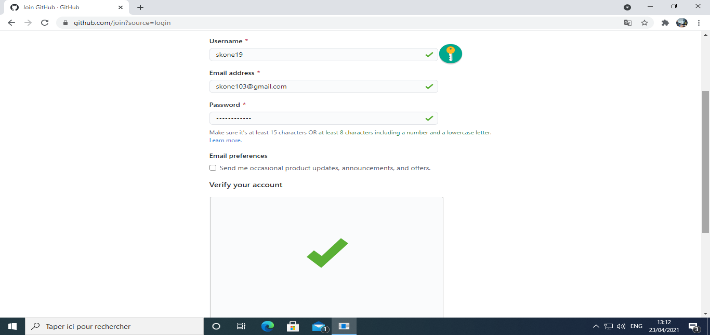 Join GitHub · GitHub
github.com/join?source=login
Username *
skone19
Email address *
skone103@gmail.com
Password *
Make sure it's at least 15 characters OR at least 8 characters including a number and a lowercase letter.
Learn more.
Email preferences
Send me occasional product updates, announcements, and offers.
Verify your account
Taper ici pour rechercher
1
ENG
13:12
23/04/2021